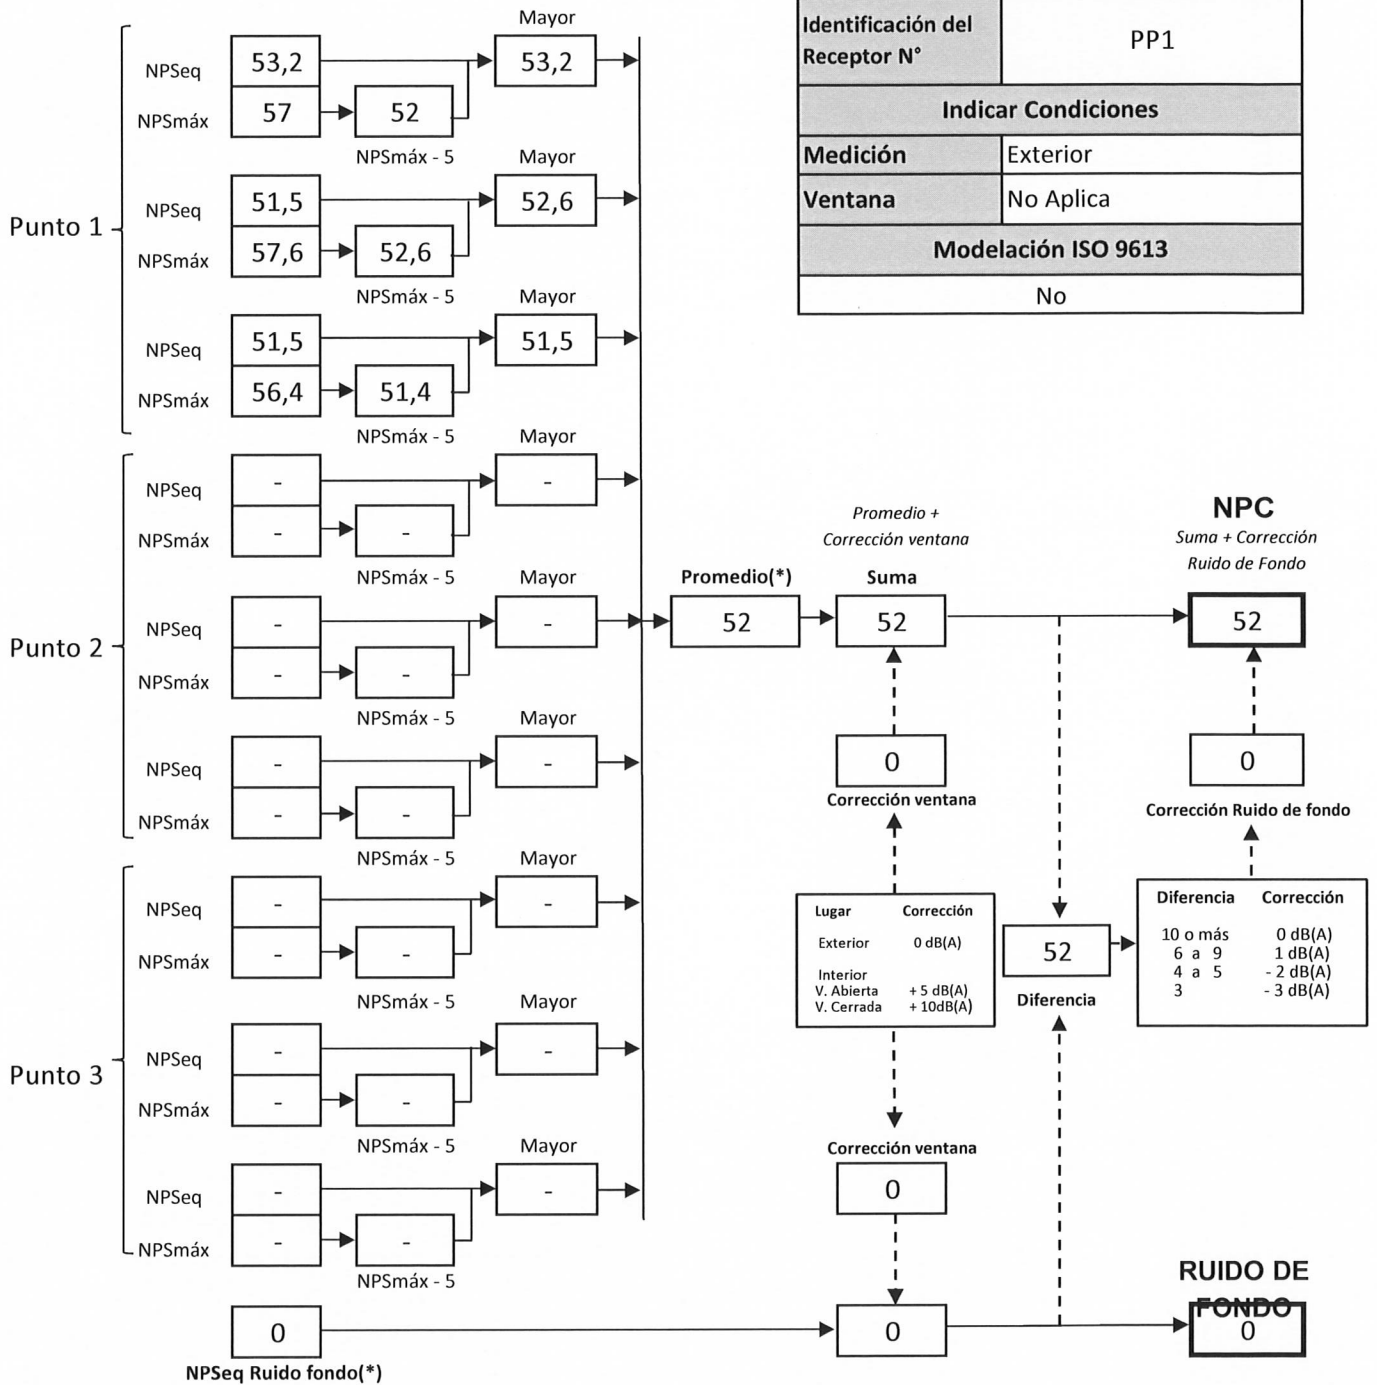 Identificación del
Receptor N°
PP1
Indicar Condiciones
Medición
Exterior
Ventana
No Aplica
Modelación ISO 9613
No
Punto 1
Mayor
NPSeq
53,2
53,2
NPSmáx
57
52
NPSmáx - 5
Mayor
NPSeq
51,5
52,6
NPSmáx
57,6
52,6
NPSmáx - 5
Mayor
NPSeq
51,5
51,5
NPSmáx
56,4
51,4
NPSmáx - 5
Punto 2
Mayor
NPSeq
-
-
NPSmáx
-
-
NPSmáx - 5
Mayor
NPSeq
-
-
NPSmáx
-
-
NPSmáx - 5
Mayor
NPSeq
-
-
NPSmáx
-
-
NPSmáx - 5
Punto 3
Mayor
NPSeq
-
-
NPSmáx
-
-
NPSmáx - 5
Mayor
NPSeq
-
-
NPSmáx
-
-
NPSmáx - 5
Mayor
NPSeq
-
-
NPSmáx
-
-
NPSmáx - 5
0
NPSeq Ruido fondo(*)
Promedio(*)
52
Promedio +
Corrección ventana
Suma
52
0
Corrección ventana
Lugar Corrección
Exterior 0 dB(A)
Interior
V. Abierta + 5 dB(A)
V. Cerrada + 10dB(A)
Corrección ventana
0
0
52
Diferencia
NPC
Suma + Corrección
Ruido de Fondo
52
0
Corrección Ruido de fondo
Diferencia Corrección
10 o más 0 dB(A)
6 a 9 1 dB(A)
4 a 5 - 2 dB(A)
3 - 3 dB(A)
RUIDO DE
FONDO
0